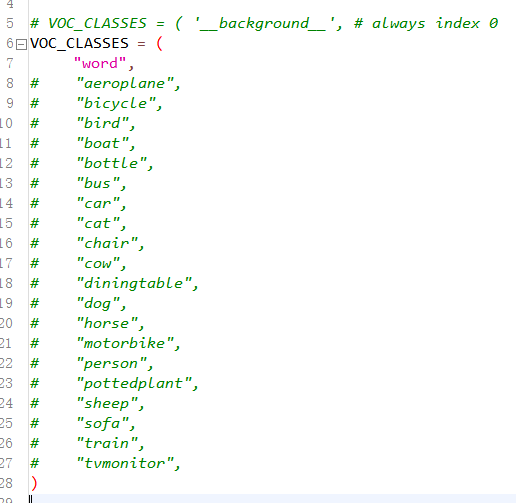 4
5 # VOC_CLASSES = ( '__background__', # always index 0
6 VOC_CLASSES = (
7 "word",
8 # "aeroplane",
9 # "bicycle",
10 # "bird",
11 # "boat",
12 # "bottle",
13 # "bus",
14 # "car",
15 # "cat",
16 # "chair",
17 # "cow",
18 # "diningtable",
19 # "dog",
20 # "horse",
21 # "motorbike",
22 # "person",
23 # "pottedplant",
24 # "sheep",
25 # "sofa",
26 # "train",
27 # "tvmonitor",
28 )
29